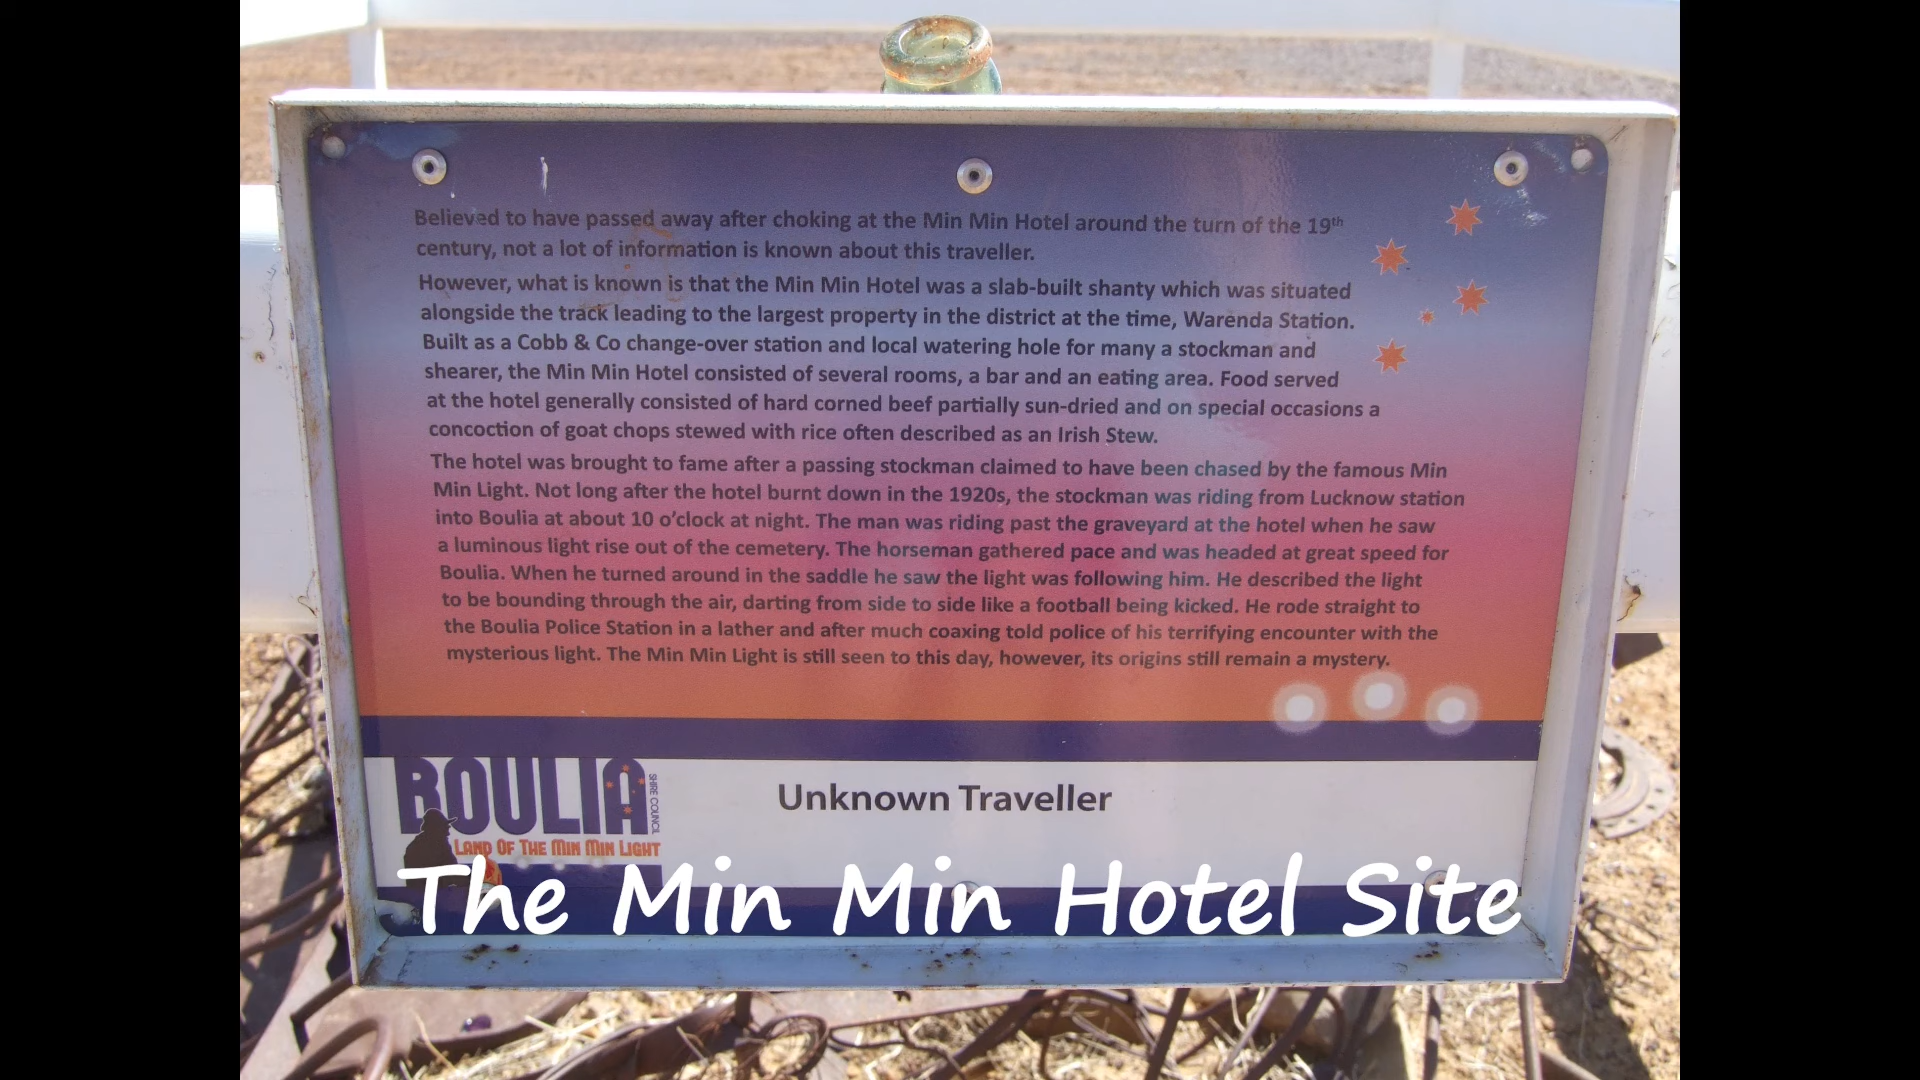 Believed to have passed away after choking at the Min Min Hotel around the turn of the 19th
century, not a lot of information is known about this traveller.
However, what is known is that the Min Min Hotel was a slab-built shanty which was situated
alongside the track leading to the largest property in the district at the time, Warenda Station.
Built as a Cobb & Co change-over station and local watering hole for many a stockman and
shearer, the Min Min Hotel consisted of several rooms, a bar and an eating area. Food served
at the hotel generally consisted of hard corned beef partially sun-dried and on special occasions a
concoction of goat chops stewed with rice often described as an Irish Stew.
The hotel was brought to fame after a passing stockman claimed to have been chased by the famous Min
Min Light. Not long after the hotel burnt down in the 1920s, the stockman was riding from Lucknow station
into Boulia at about 10 o'clock at night. The man was riding past the graveyard at the hotel when he saw
a luminous light rise out of the cemetery. The horseman gathered pace and was headed at great speed for
Boulia. When he turned around in the saddle he saw the light was following him. He described the light
to be bounding through the air, darting from side to side like a football being kicked. He rode straight to
the Boulia Police Station in a lather and after much coaxing told police of his terrifying encounter with the
mysterious light. The Min Min Light is still seen to this day, however, its origins still remain a mystery.
BOULIA
SHIRE COUNCIL
LAND OF THE MIN MIN LIGHT
Unknown Traveller
The Min Min Hotel Site